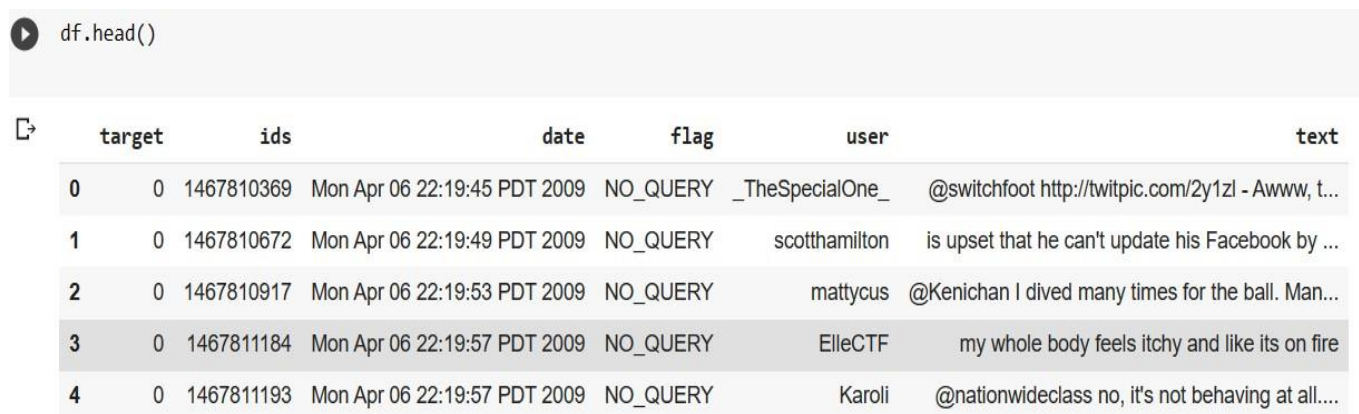 df.head()
target ids date flag user text
0 0 1467810369 Mon Apr 06 22:19:45 PDT 2009 NO_QUERY _TheSpecialOne_ @switchfoot http://twitpic.com/2y1zl - Awww, t...
1 0 1467810672 Mon Apr 06 22:19:49 PDT 2009 NO_QUERY scotthamilton is upset that he can't update his Facebook by ...
2 0 1467810917 Mon Apr 06 22:19:53 PDT 2009 NO_QUERY mattycus @Kenichan I dived many times for the ball. Man...
3 0 1467811184 Mon Apr 06 22:19:57 PDT 2009 NO_QUERY ElleCTF my whole body feels itchy and like its on fire
4 0 1467811193 Mon Apr 06 22:19:57 PDT 2009 NO_QUERY Karoli @nationwideclass no, it's not behaving at all....